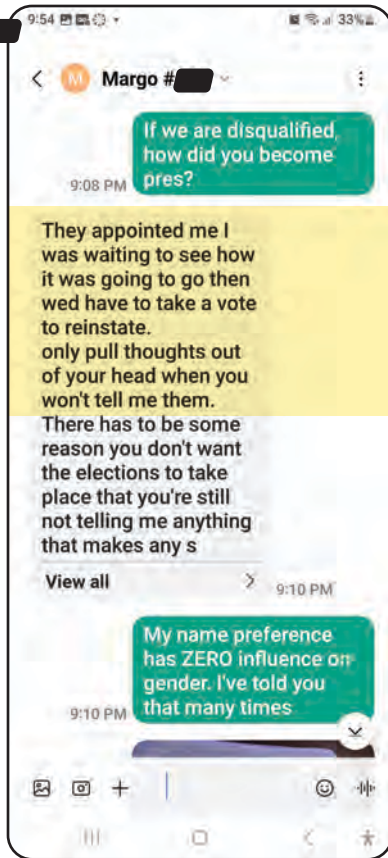 9:54
33%
Margo #
If we are disqualified,
how did you become
pres?
9:08 PM
They appointed me I
was waiting to see how
it was going to go then
wed have to take a vote
to reinstate.
only pull thoughts out
of your head when you
won't tell me them.
There has to be some
reason you don't want
the elections to take
place that you're still
not telling me anything
that makes any s
View all
9:10 PM
My name preference
has ZERO influence on
gender. I've told you
that many times
9:10 PM